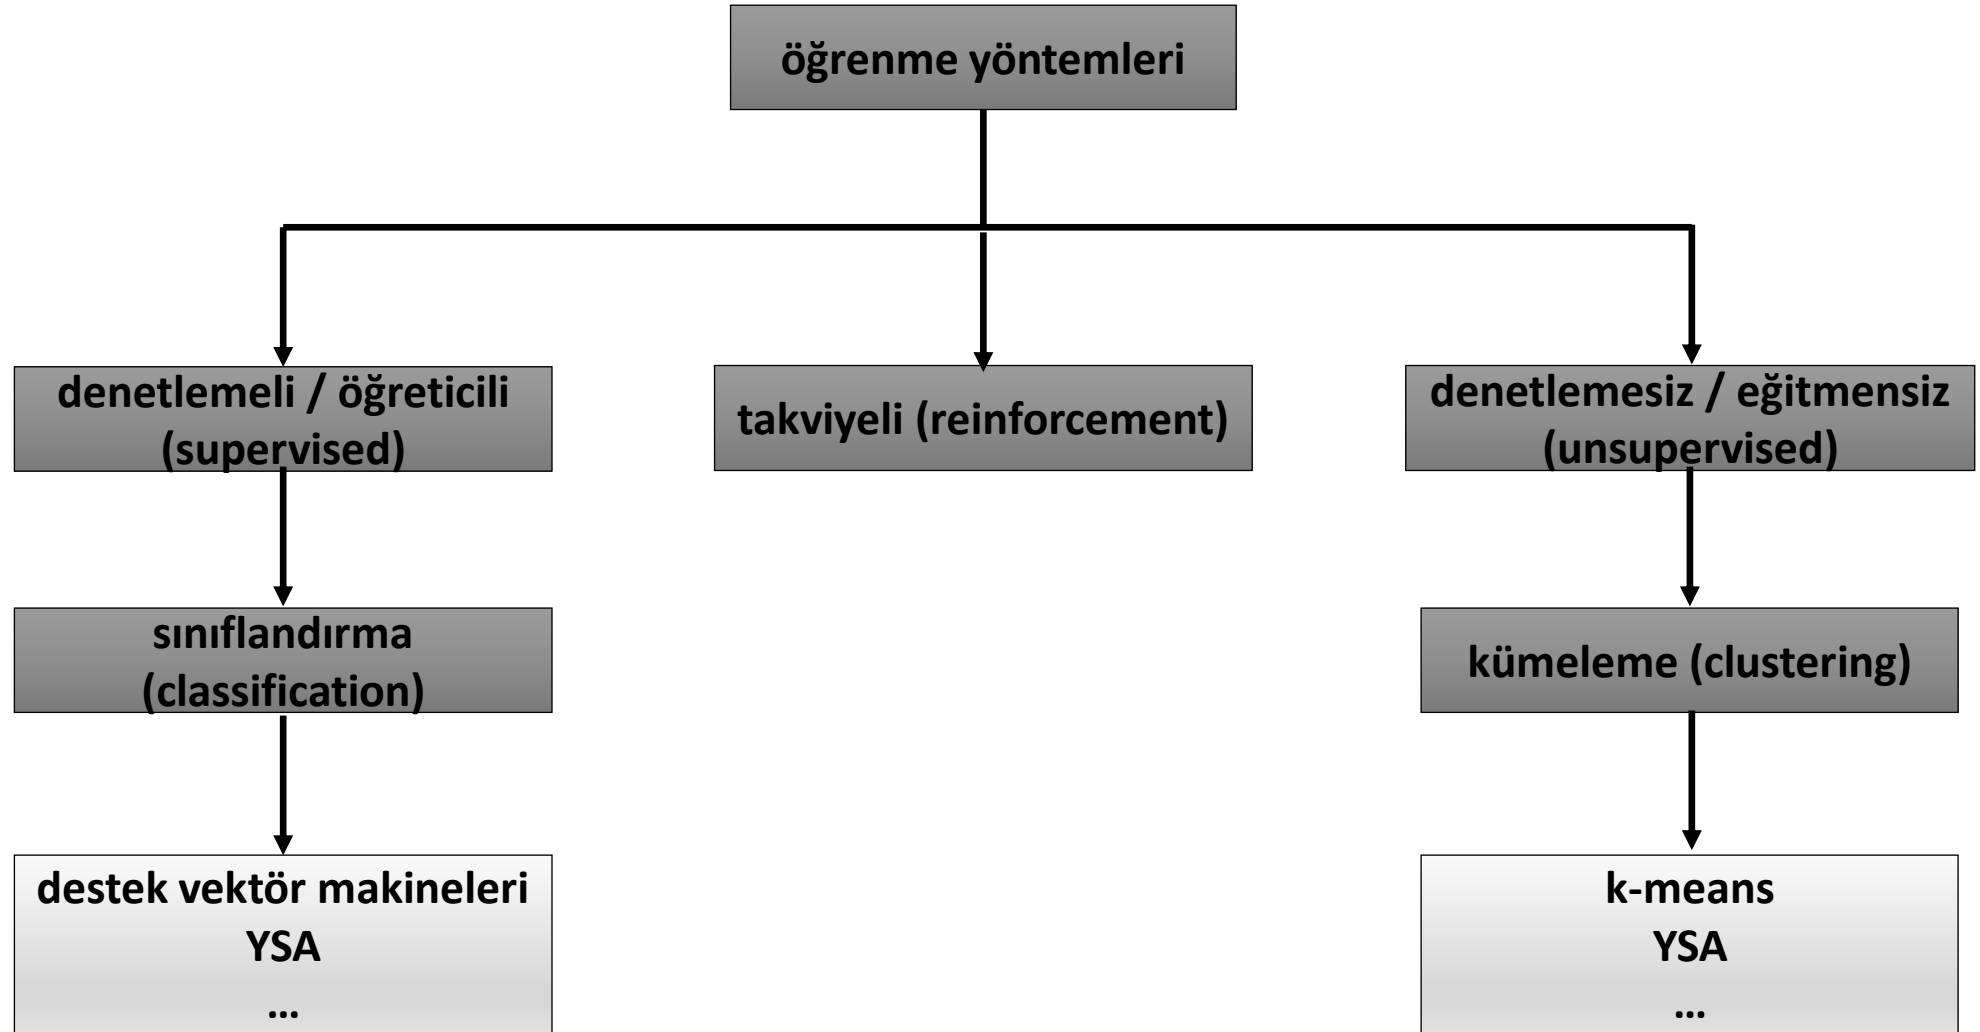 öğrenme yöntemleri
denetlemeli / öğreticili
(supervised)
takviyeli (reinforcement)
denetlemesiz / eğitmensiz
(unsupervised)
sınıflandırma
(classification)
kümeleme (clustering)
destek vektör makineleri
YSA
...
k-means
YSA
...